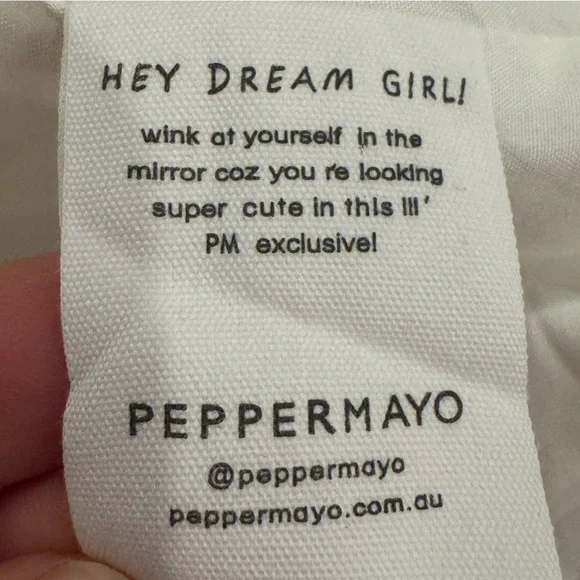 HEY DREAM GIRL!
wink at yourself in the
mirror coz you're looking
super cute in this lil'
PM exclusive!
PEPPERMAYO
@peppermayo
peppermayo.com.au